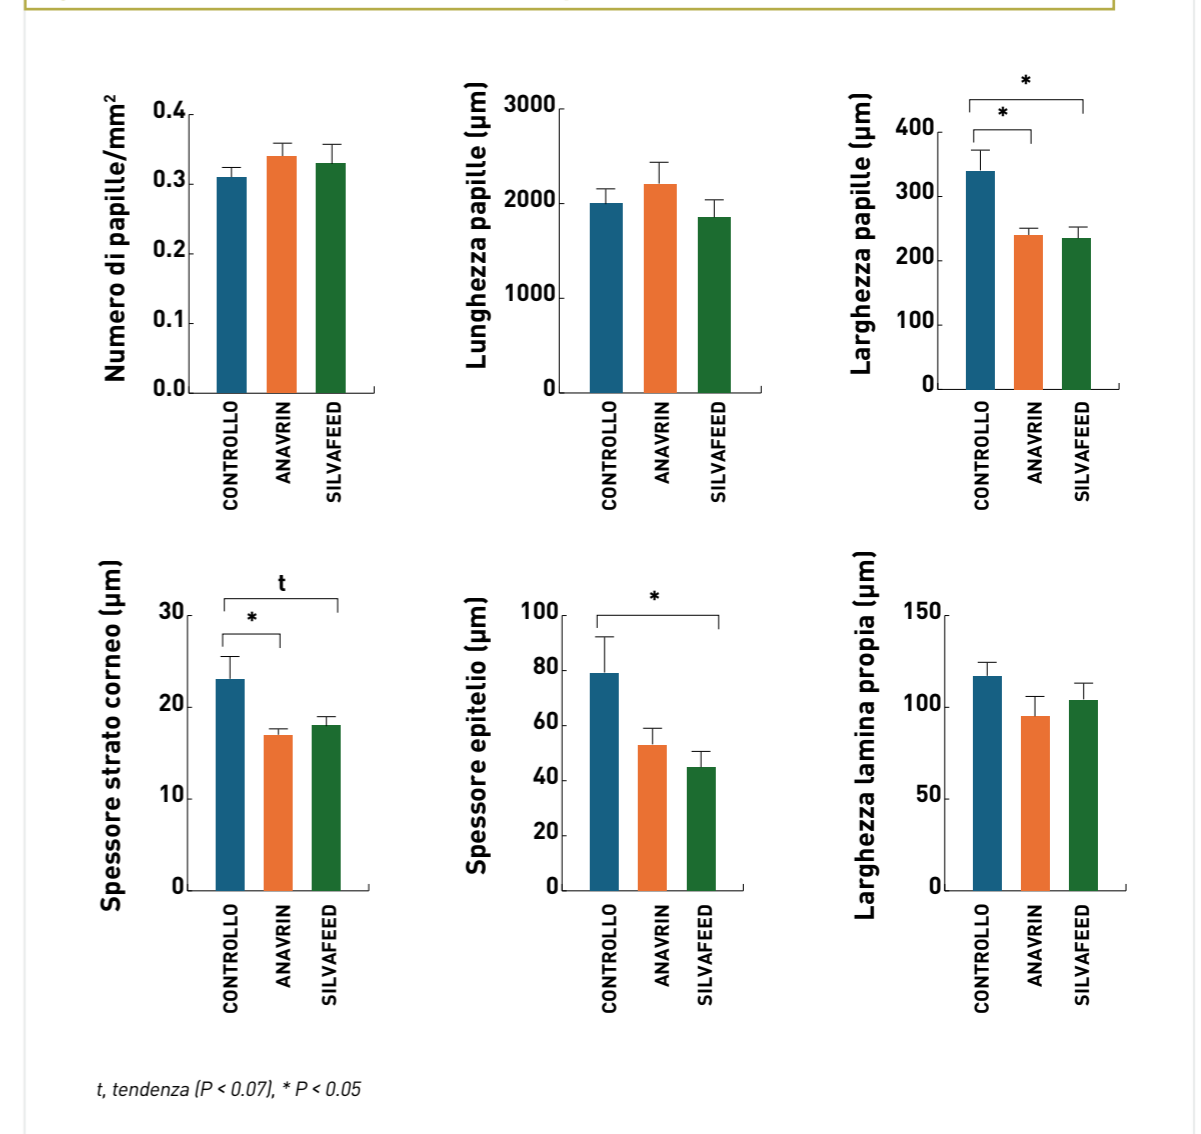 Numero di papille/mm²
0.4
0.3
0.2
0.1
0.0
CONTROLLO
ANAVRIN
SILVAFEED
Lunghezza papille (µm)
3000
2000
1000
0
CONTROLLO
ANAVRIN
SILVAFEED
Larghezza papille (µm)
*
*
400
300
200
100
0
CONTROLLO
ANAVRIN
SILVAFEED
Spessore strato corneo (µm)
t
*
30
20
10
0
CONTROLLO
ANAVRIN
SILVAFEED
Spessore epitelio (µm)
*
100
80
60
40
20
0
CONTROLLO
ANAVRIN
SILVAFEED
Larghezza lamina propia (µm)
150
100
50
0
CONTROLLO
ANAVRIN
SILVAFEED
t, tendenza (P < 0.07), * P < 0.05